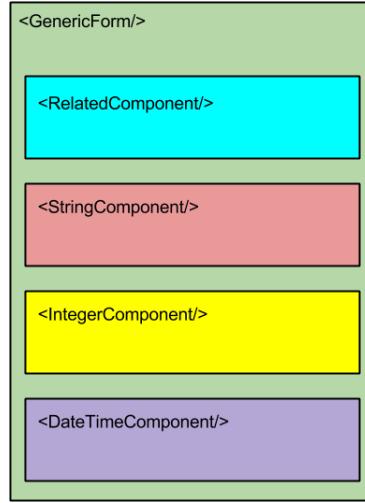 <GenericForm/>
<RelatedComponent/>
<StringComponent/>
<IntegerComponent/>
<DateTimeComponent/>